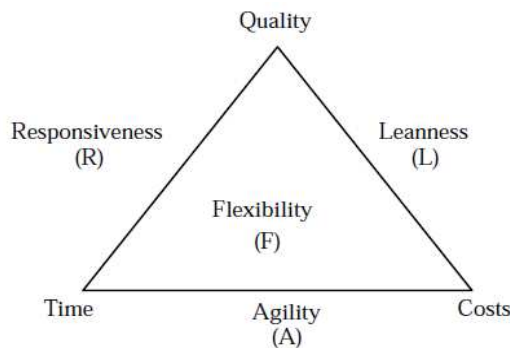 Quality
Responsiveness
(R)
Leanness
(L)
Flexibility
(F)
Time
Agility
(A)
Costs